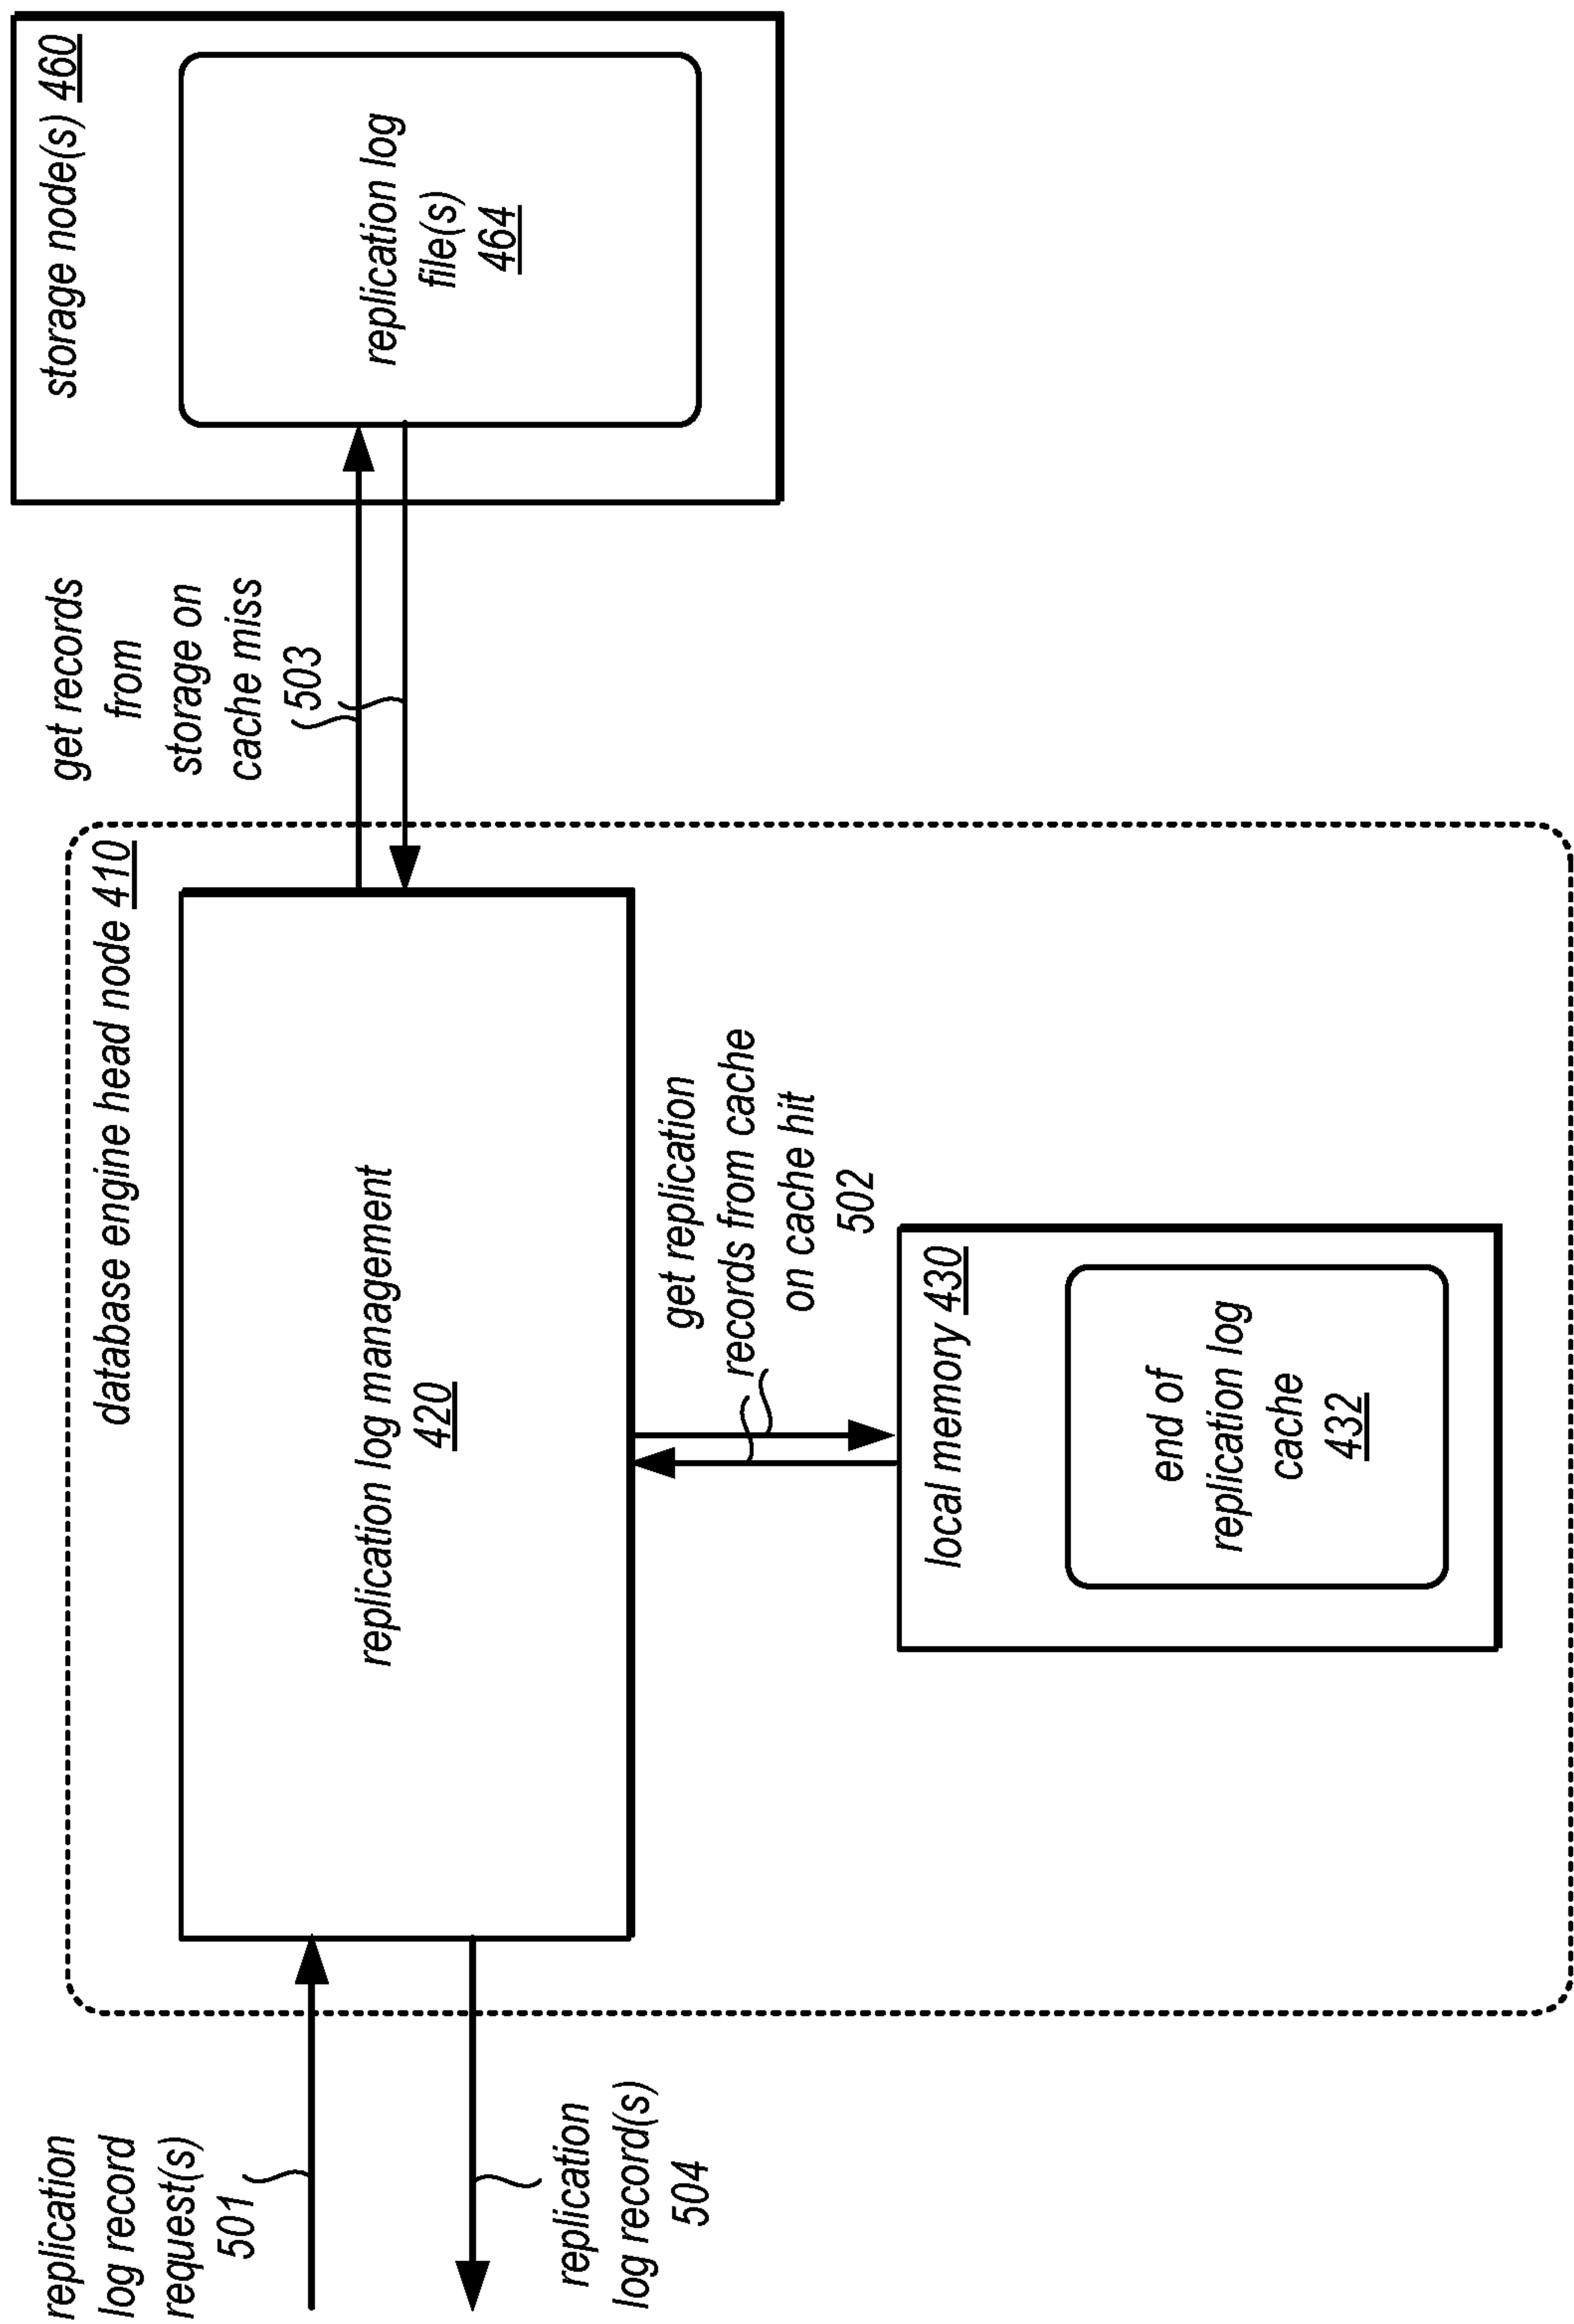 storage node(s) 460
replication log
file(s)
464
get records
from
storage on
cache miss
503
database engine head node 410
replication log management
420
get replication
records from cache
on cache hit
502
local memory 430
end of
replication log
cache
432
replication
log record
request(s)
501
replication
log record(s)
504